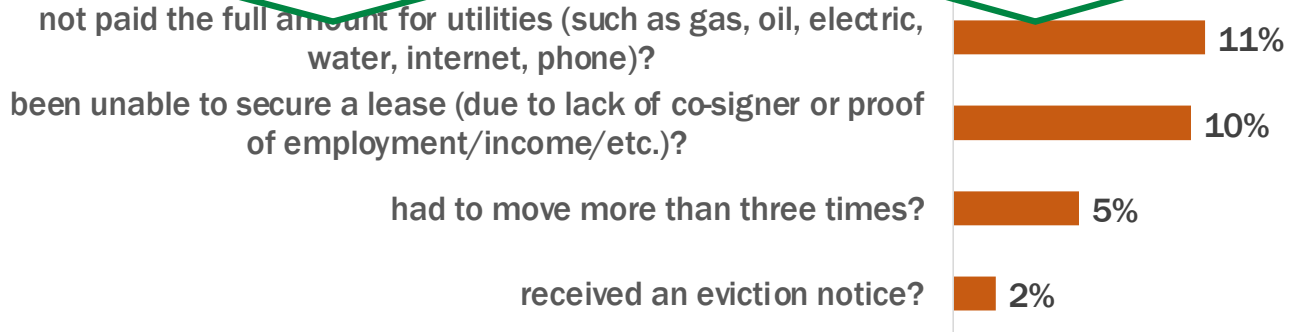 not paid the full amount for utilities (such as gas, oil, electric,
water, internet, phone)?
11%
been unable to secure a lease (due to lack of co-signer or proof
of employment/income/etc.)?
10%
had to move more than three times?
5%
received an eviction notice?
2%